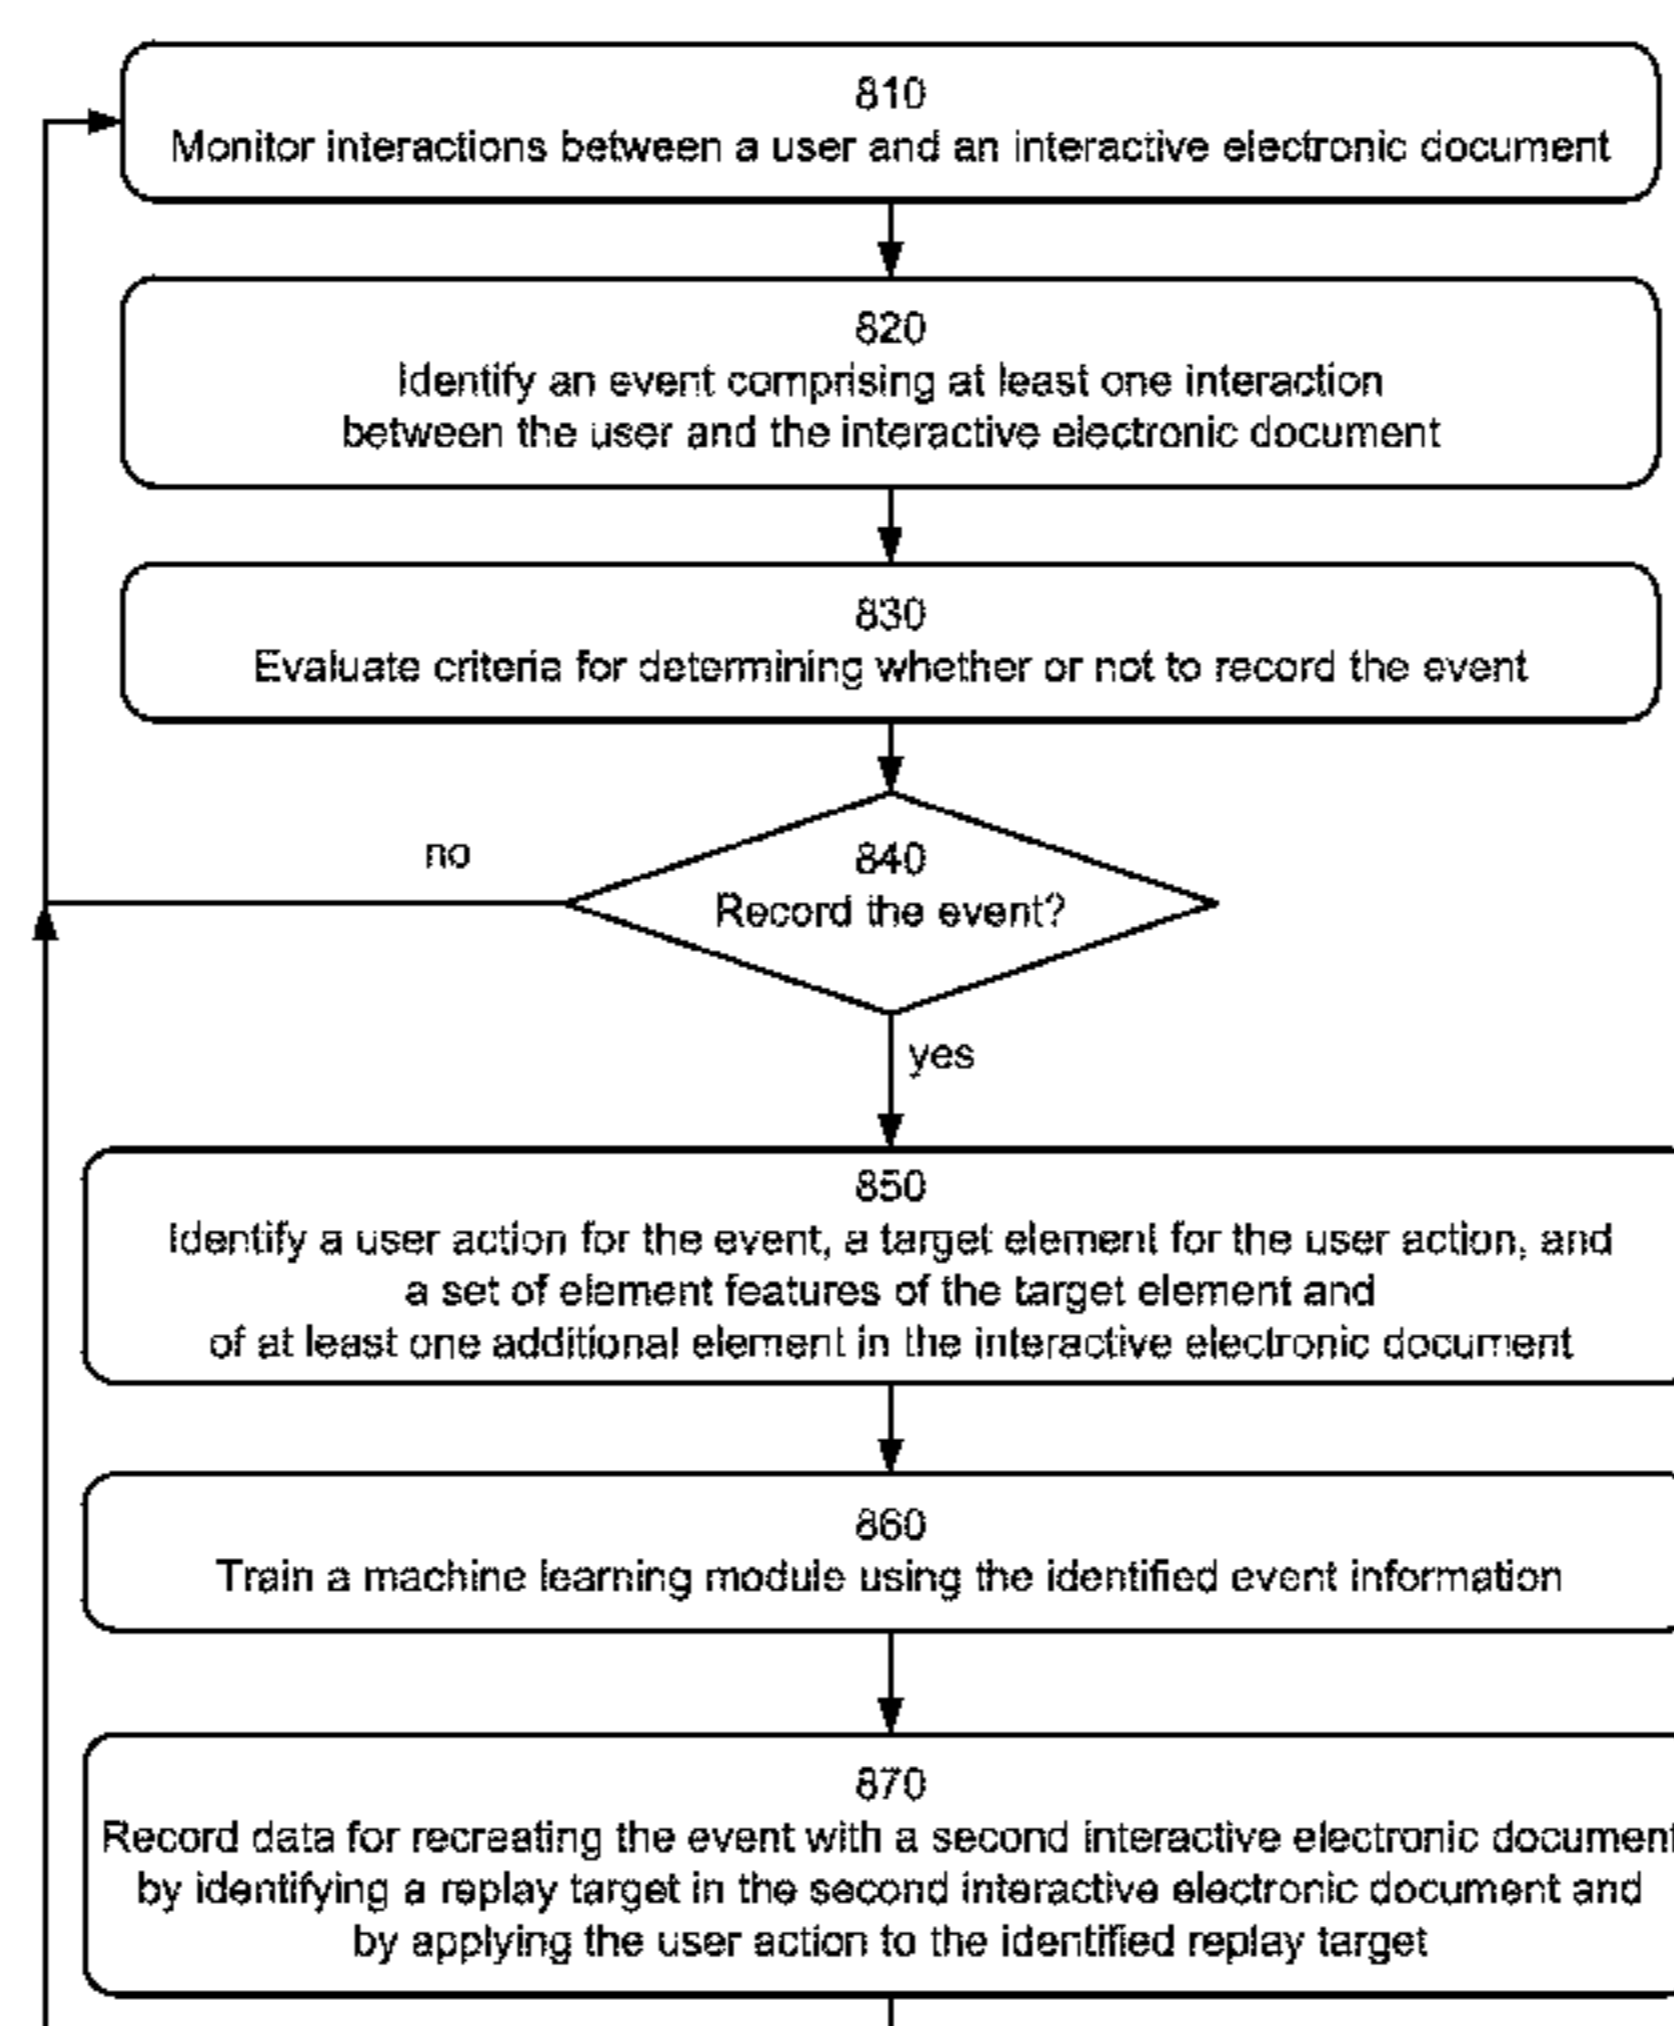 810
Monitor interactions between a user and an interactive electronic document
820
Identify an event comprising at least one interaction
between the user and the interactive electronic document
830
Evaluate criteria for determining whether or not to record the event
no
840
Record the event?
yes
850
Identify a user action for the event, a target element for the user action, and
a set of element features of the target element and
of at least one additional element in the interactive electronic document
860
Train a machine learning module using the identified event information
870
Record data for recreating the event with a second interactive electronic document
by identifying a replay target in the second interactive electronic document and
by applying the user action to the identified replay target